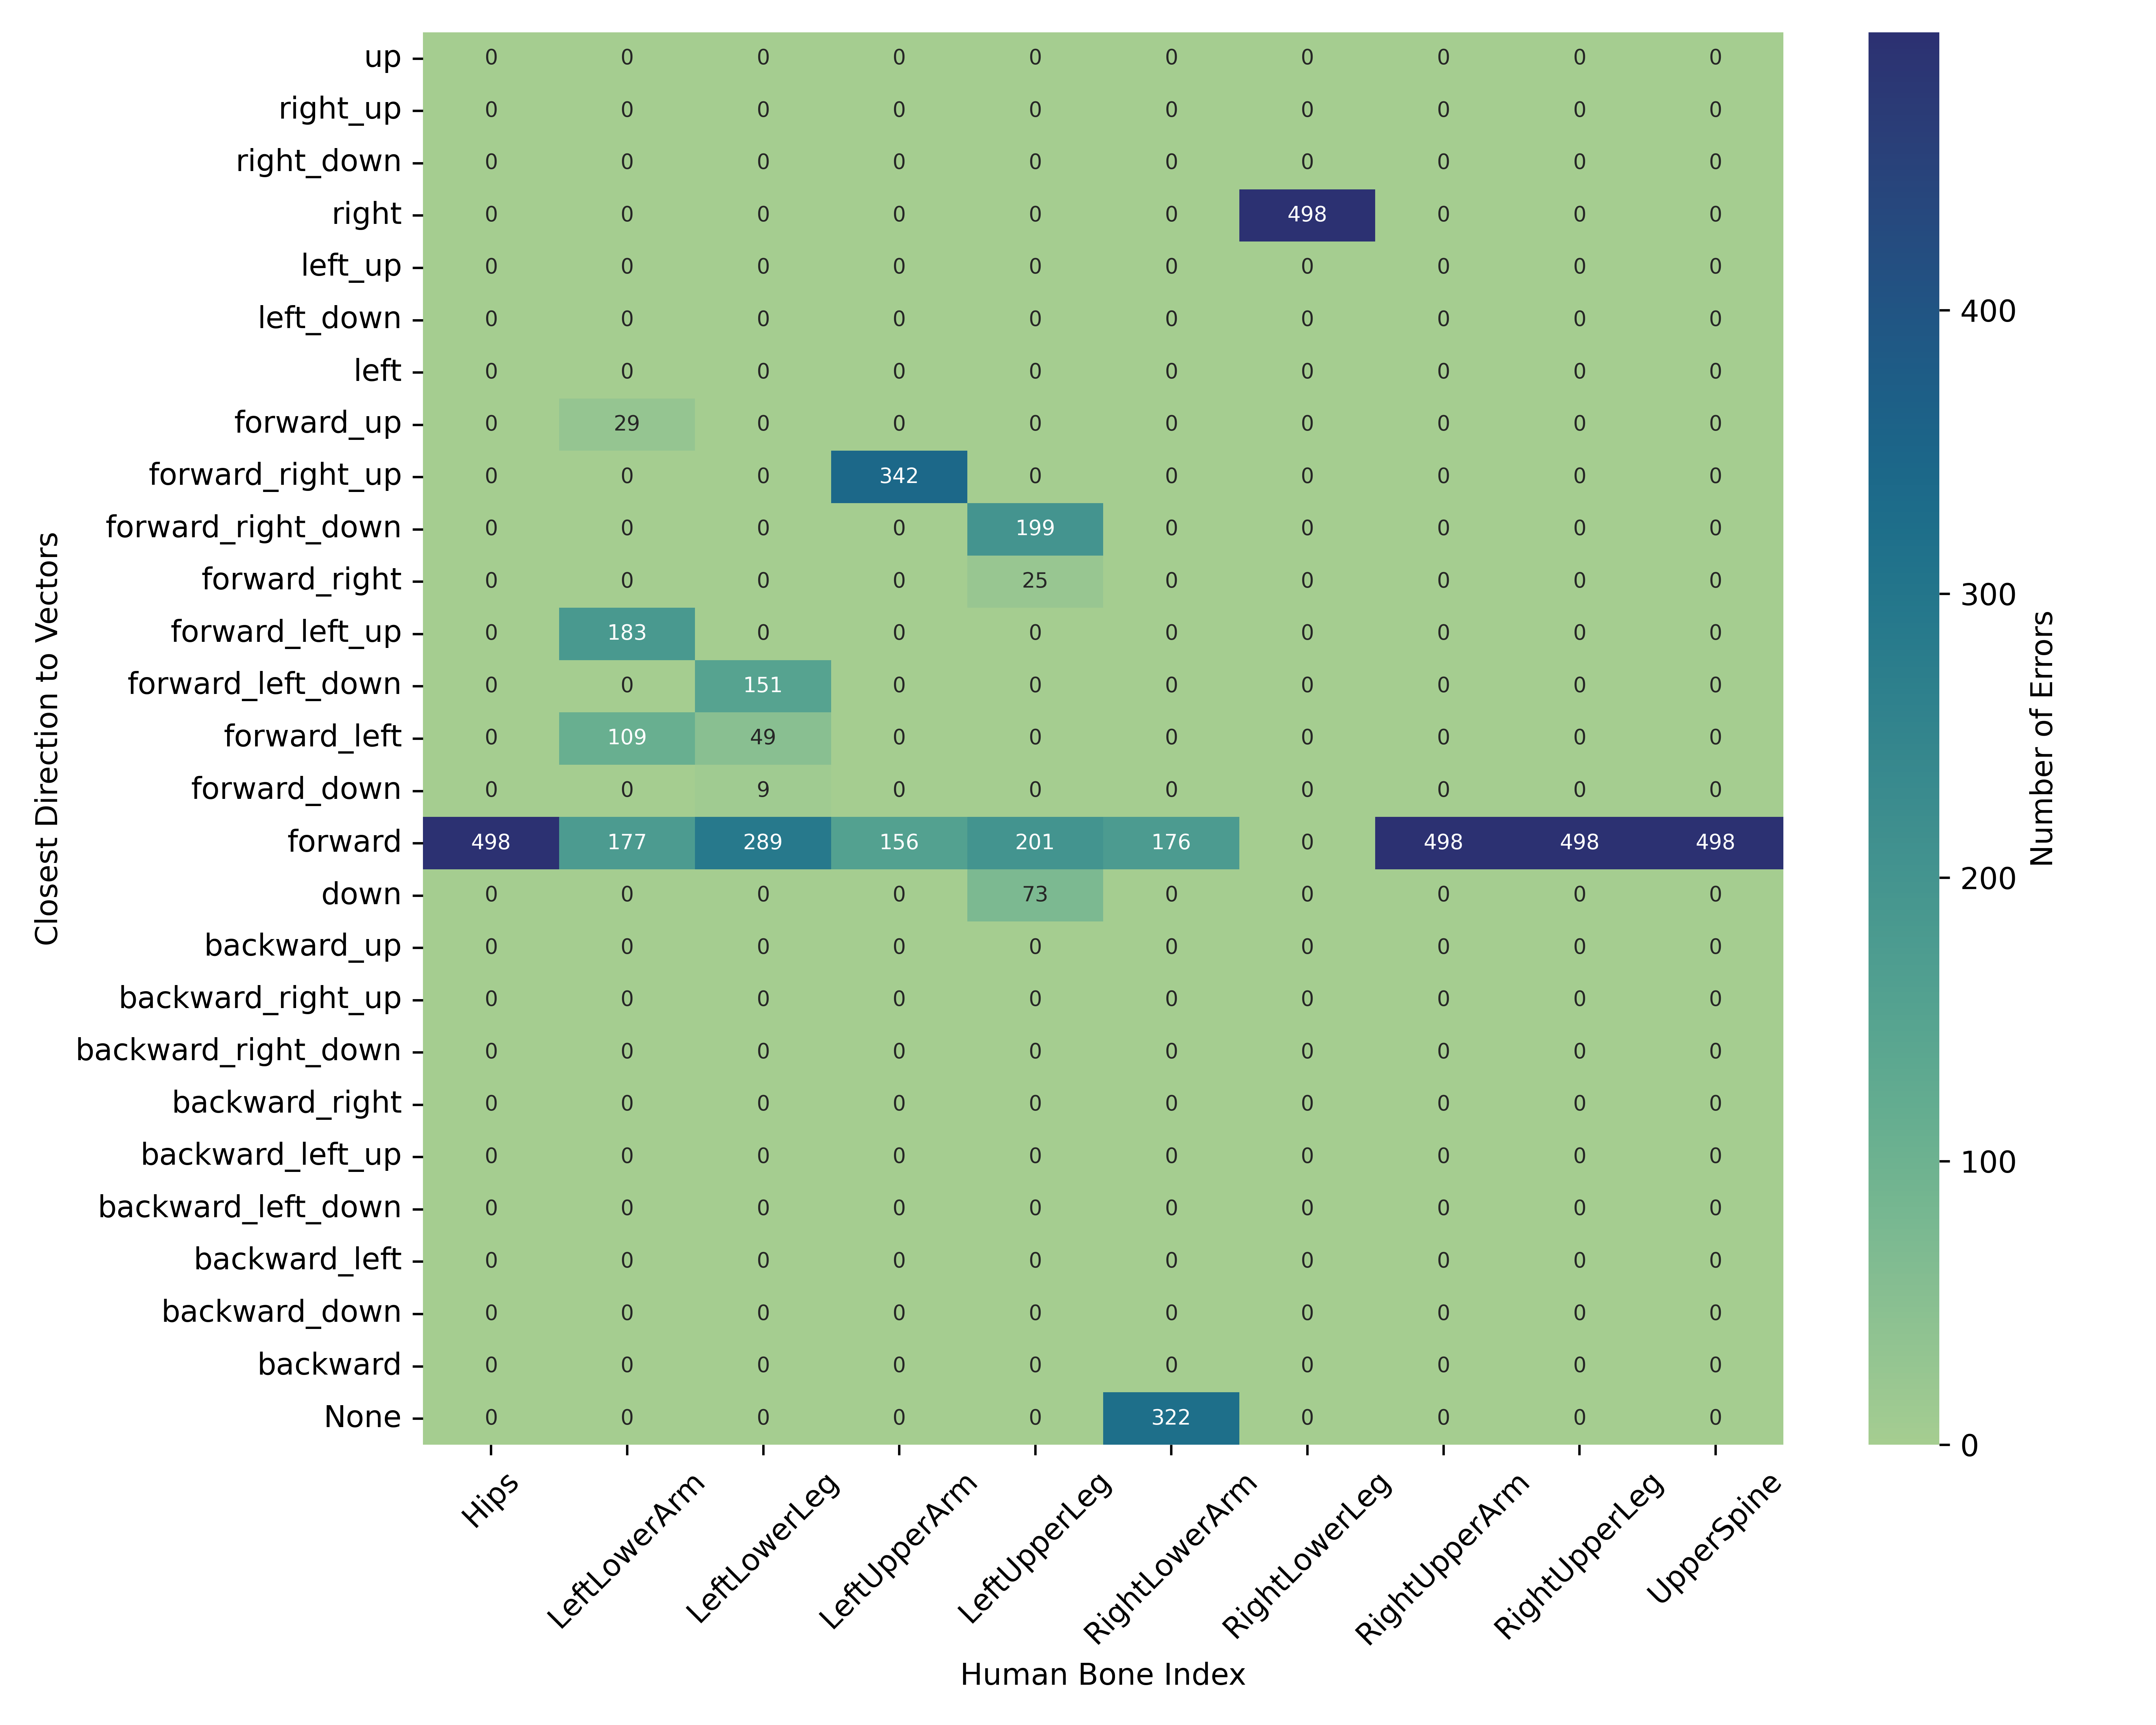 up 0 0 0 0 0 0 0 0 0 0
right_up 0 0 0 0 0 0 0 0 0 0
right_down 0 0 0 0 0 0 0 0 0 0
right 0 0 0 0 0 0 498 0 0 0
left_up 0 0 0 0 0 0 0 0 0 0
left_down 0 0 0 0 0 0 0 0 0 0
left 0 0 0 0 0 0 0 0 0 0
forward_up 0 29 0 0 0 0 0 0 0 0
forward_right_up 0 0 0 342 0 0 0 0 0 0
forward_right_down 0 0 0 0 199 0 0 0 0 0
forward_right 0 0 0 0 25 0 0 0 0 0
forward_left_up 0 183 0 0 0 0 0 0 0 0
forward_left_down 0 0 151 0 0 0 0 0 0 0
forward_left 0 109 49 0 0 0 0 0 0 0
forward_down 0 0 9 0 0 0 0 0 0 0
forward 498 177 289 156 201 176 0 498 498 498
down 0 0 0 0 73 0 0 0 0 0
backward_up 0 0 0 0 0 0 0 0 0 0
backward_right_up 0 0 0 0 0 0 0 0 0 0
backward_right_down 0 0 0 0 0 0 0 0 0 0
backward_right 0 0 0 0 0 0 0 0 0 0
backward_left_up 0 0 0 0 0 0 0 0 0 0
backward_left_down 0 0 0 0 0 0 0 0 0 0
backward_left 0 0 0 0 0 0 0 0 0 0
backward_down 0 0 0 0 0 0 0 0 0 0
backward 0 0 0 0 0 0 0 0 0 0
None 0 0 0 0 0 322 0 0 0 0
Hips LeftLowerArm LeftLowerLeg LeftUpperArm LeftUpperLeg RightLowerArm RightLowerLeg RightUpperArm RightUpperLeg UpperSpine
Human Bone Index
Closest Direction to Vectors
400
300
200
100
0
Number of Errors